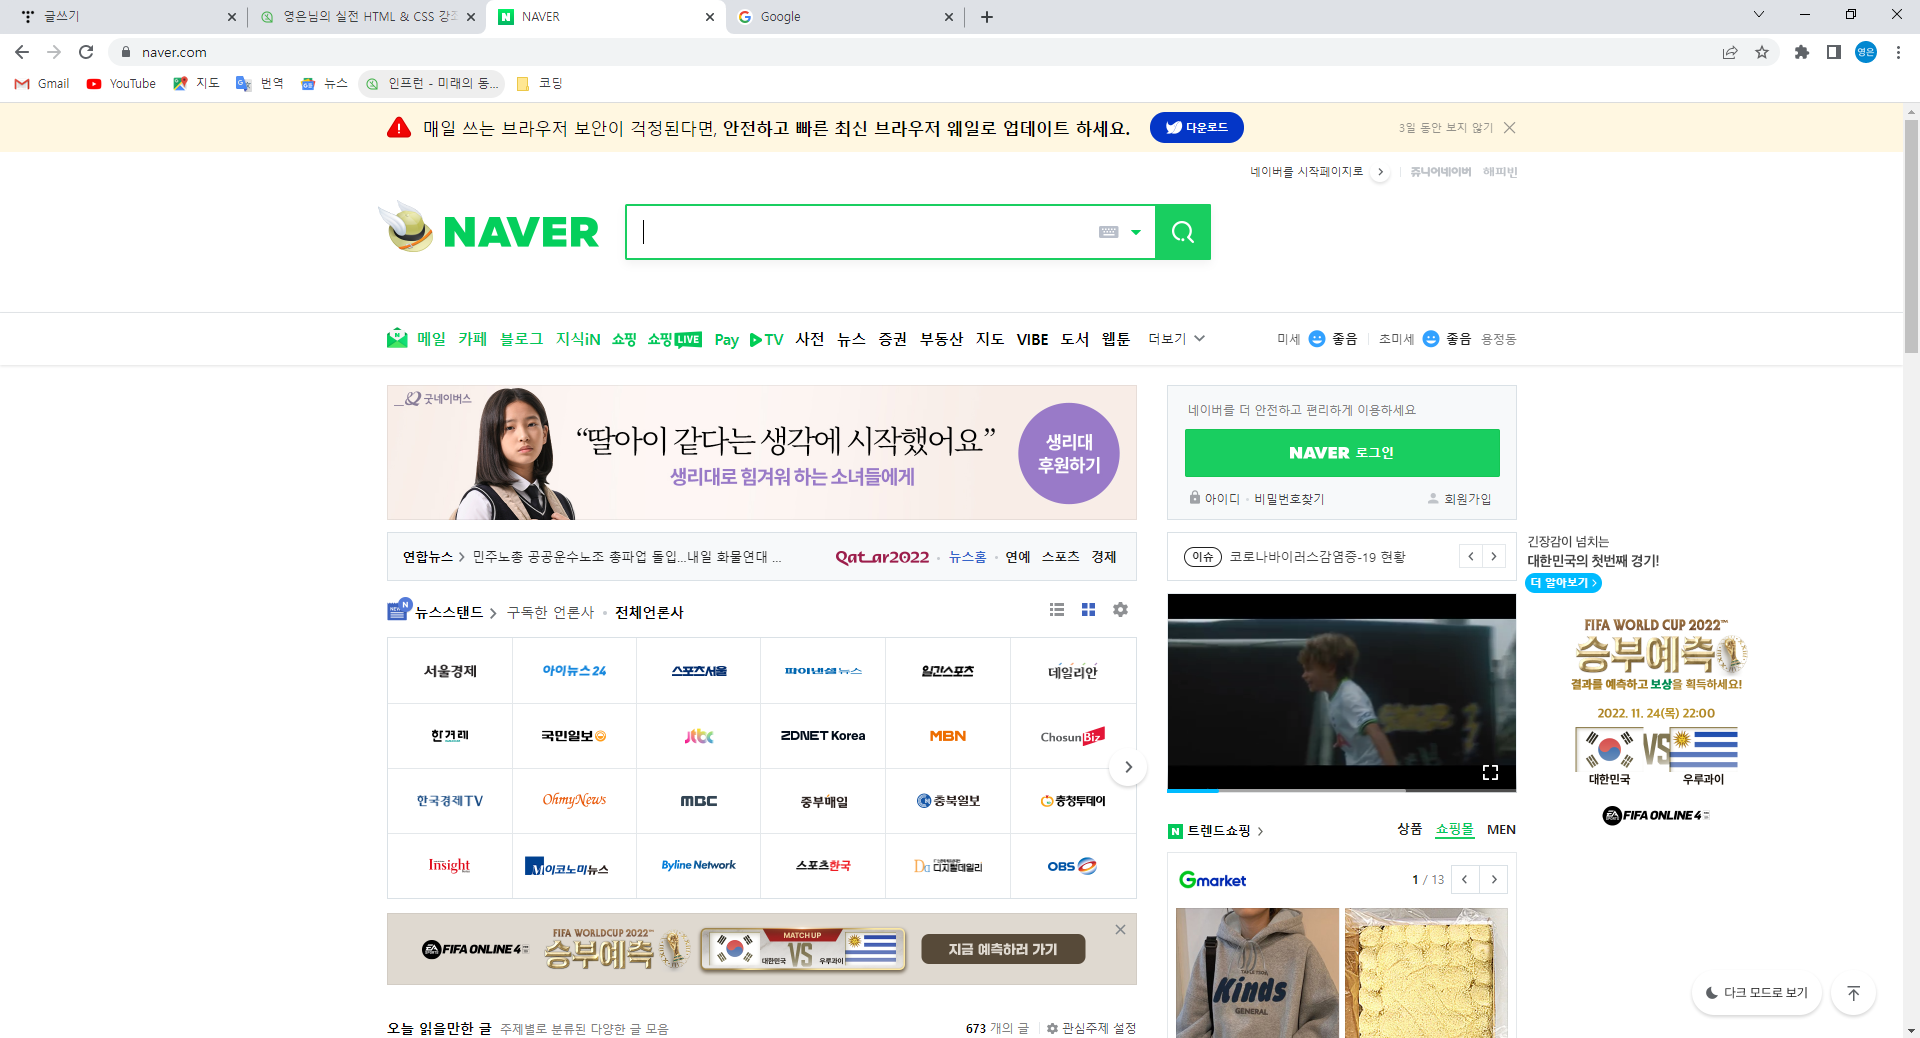 글쓰기
영은님의 실전 HTML & CSS 강좌
NAVER
Google
naver.com
영은
Gmail
YouTube
지도
번역
뉴스
인프런 - 미래의 동...
코딩
매일 쓰는 브라우저 보안이 걱정된다면, 안전하고 빠른 최신 브라우저 웨일로 업데이트 하세요.
다운로드
3일 동안 보지 않기
네이버를 시작페이지로
쥬니어네이버 해피빈
NAVER
메일 카페 블로그 지식iN 쇼핑 쇼핑LIVE Pay TV 사전 뉴스 증권 부동산 지도 VIBE 도서 웹툰 더보기
미세 좋음 초미세 좋음 용정동
굿네이버스
“딸아이 같다는 생각에 시작했어요”
생리대로 힘겨워 하는 소녀들에게
생리대
후원하기
네이버를 더 안전하고 편리하게 이용하세요
NAVER 로그인
아이디 · 비밀번호찾기
회원가입
연합뉴스 민주노총 공공운수노조 총파업 돌입...내일 화물연대 ...
Qatar2022 · 뉴스홈 · 연예 스포츠 경제
이슈 코로나바이러스감염증-19 현황
긴장감이 넘치는
대한민국의 첫번째 경기!
더 알아보기
뉴스스탠드 구독한 언론사 · 전체언론사
서울경제 아이뉴스24 스포츠서울 파이낸셜뉴스 일간스포츠 데일리안
한겨레 국민일보 jtbc ZDNET Korea MBN ChosunBiz
한국경제TV OhmyNews MBC 중부매일 충북일보 충청투데이
Insight 이코노미뉴스 Byline Network 스포츠한국 디지털데일리 OBS
FIFA WORLD CUP 2022™
승부예측
결과를 예측하고 보상을 획득하세요!
2022. 11. 24(목) 22:00
VS
대한민국 우루과이
EA SPORTS FIFA ONLINE 4
트렌드쇼핑
상품 쇼핑몰 MEN
Gmarket
1 / 13
Kinds
GENERAL
EA SPORTS FIFA ONLINE 4
FIFA WORLDCUP 2022™
승부예측
MATCH UP
대한민국 VS 우루과이
지금 예측하러 가기
다크 모드로 보기
오늘 읽을만한 글 주제별로 분류된 다양한 글 모음
673 개의 글
관심주제 설정